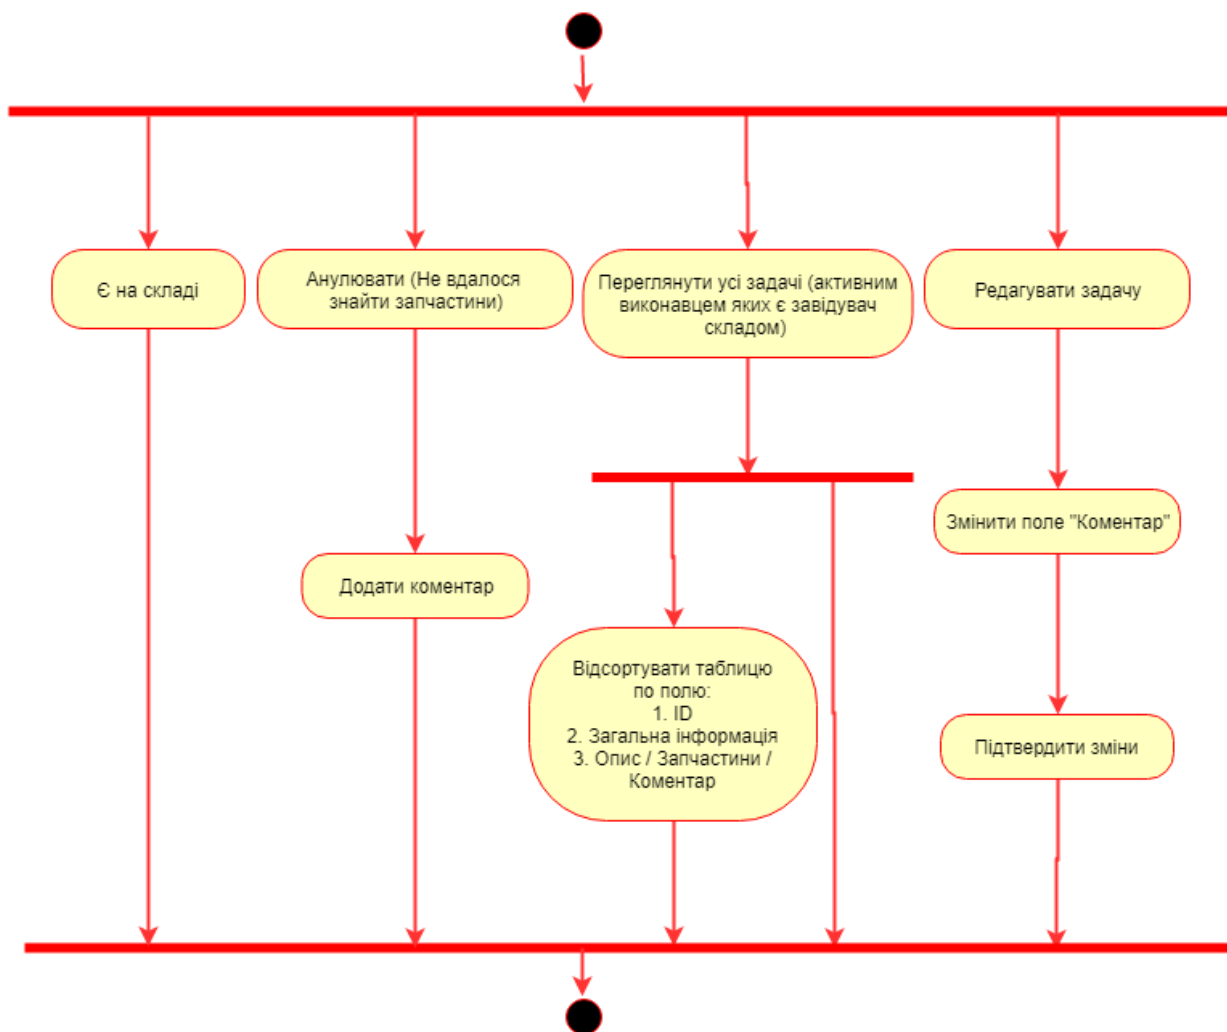 Є на складі
Анулювати (Не вдалося
знайти запчастини)
Переглянути усі задачі (активним
виконавцем яких є завідувач
складом)
Редагувати задачу
Змінити поле "Коментар"
Додати коментар
Відсортувати таблицю
по полю:
1. ID
2. Загальна інформація
3. Опис / Запчастини /
Коментар
Підтвердити зміни